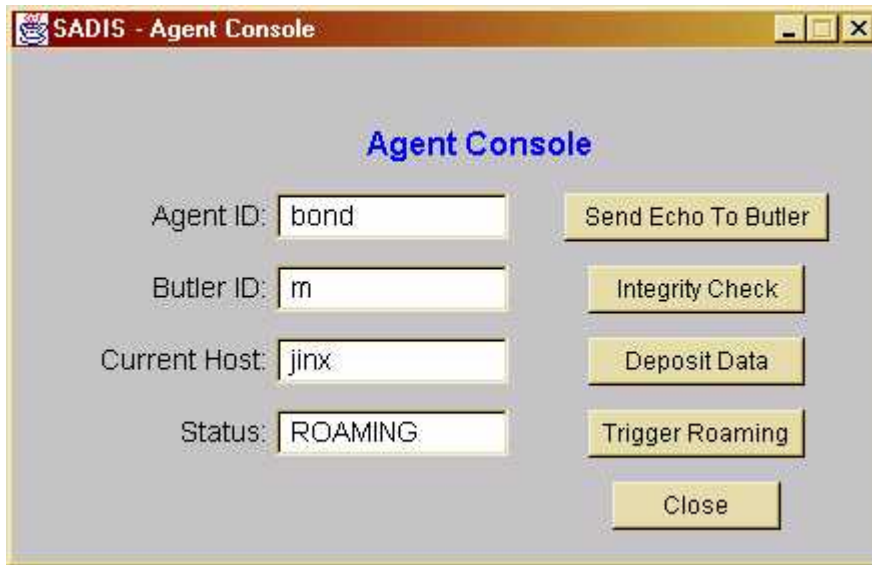 SADIS - Agent Console
Agent Console
Agent ID: bond Send Echo To Butler
Butler ID: m Integrity Check
Current Host: jinx Deposit Data
Status: ROAMING Trigger Roaming
Close